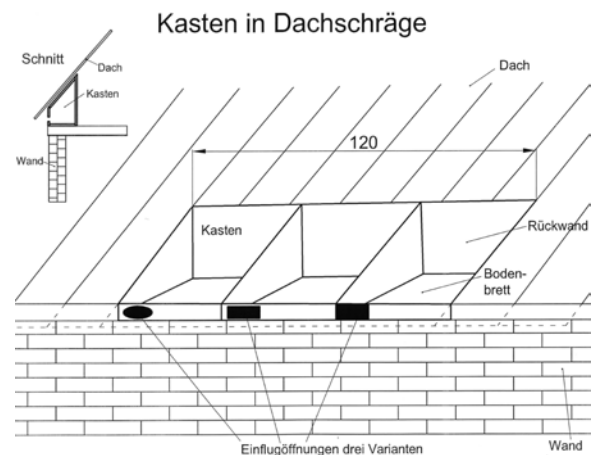 Kasten in Dachschräge
Schnitt
Dach
Kasten
Wand
Dach
120
Kasten
Rückwand
Boden-
brett
Einflugöffnungen drei Varianten
Wand